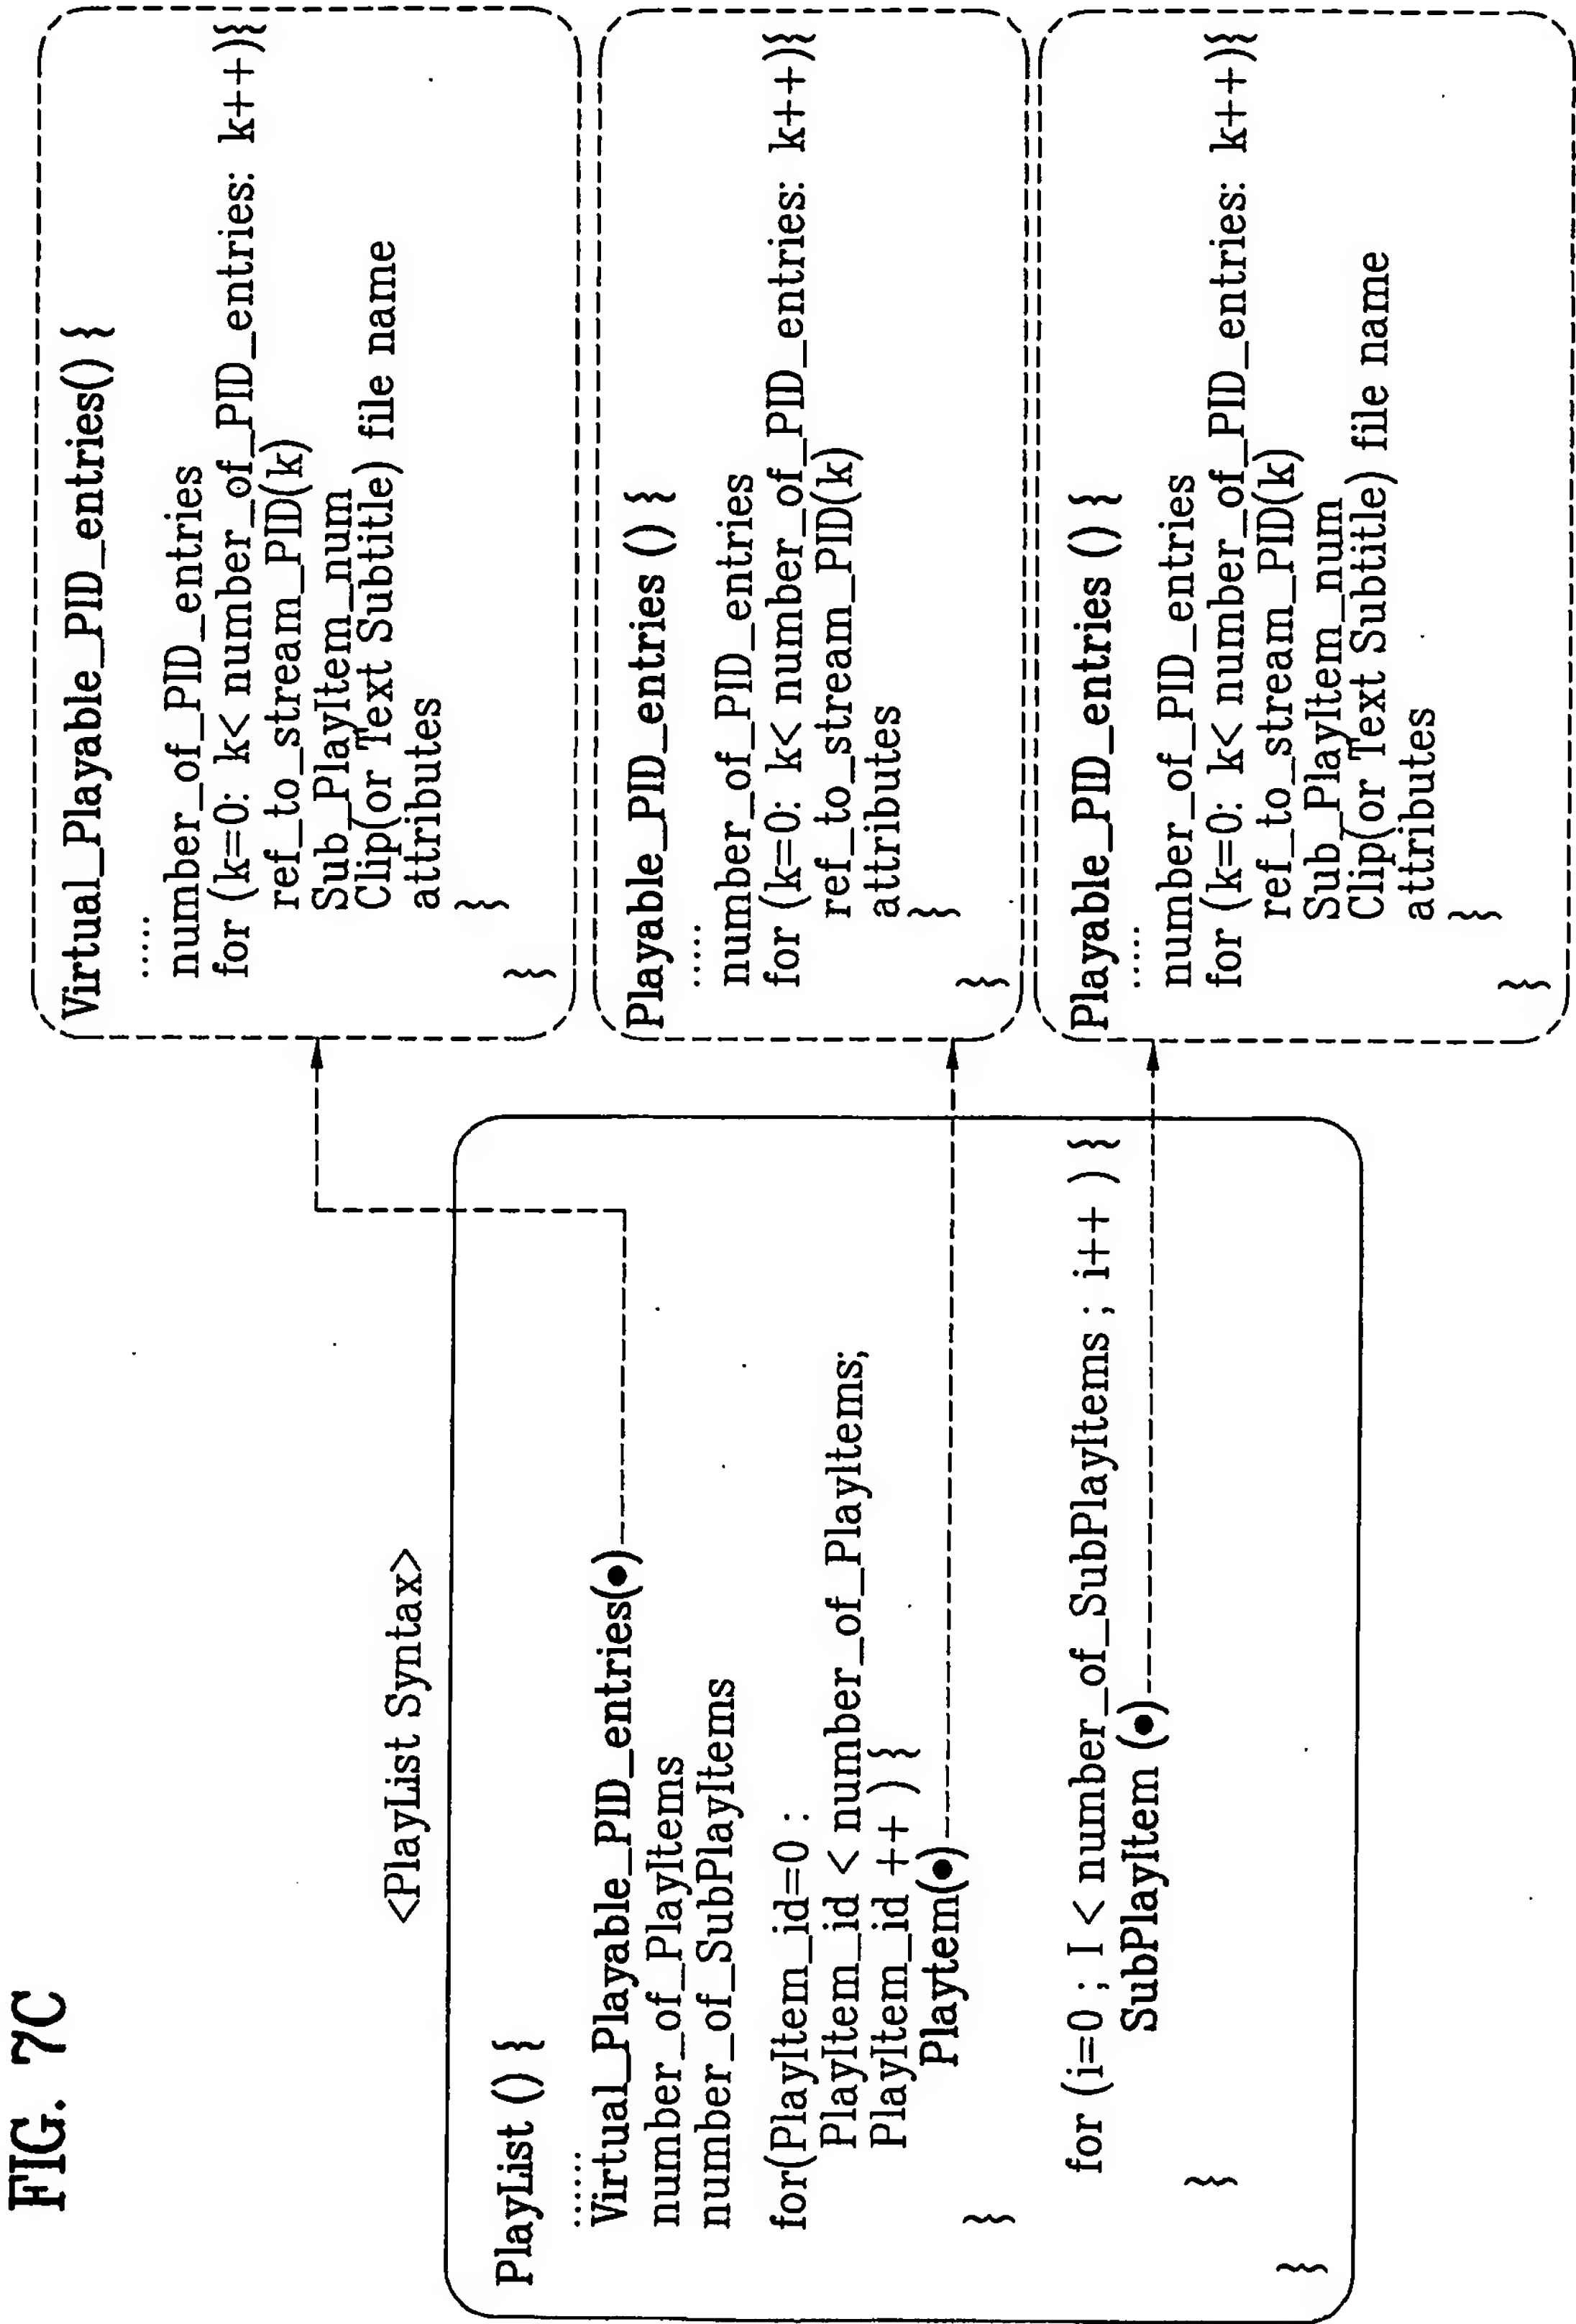 FIG. 7C
<PlayList Syntax>
PlayList () {
......
Virtual_Playable_PID_entries(●)
number_of_PlayItems
number_of_SubPlayItems
for(PlayItem_id=0 :
PlayItem_id < number_of_PlayItems;
PlayItem_id ++ ) {
Playtem(●)
}
for (i=0 ; I < number_of_SubPlayItems ; i++ ) {
SubPlayItem (●)
}
}
Virtual_Playable_PID_entries() {
.....
number_of_PID_entries
for (k=0: k< number_of_PID_entries: k++){
ref_to_stream_PID(k)
Sub_PlayItem_num
Clip(or Text Subtitle) file name
attributes
}
}
Playable_PID_entries () {
.....
number_of_PID_entries
for (k=0: k< number_of_PID_entries: k++){
ref_to_stream_PID(k)
attributes
}
}
Playable_PID_entries () {
.....
number_of_PID_entries
for (k=0: k< number_of_PID_entries: k++){
ref_to_stream_PID(k)
Sub_PlayItem_num
Clip(or Text Subtitle) file name
attributes
}
}